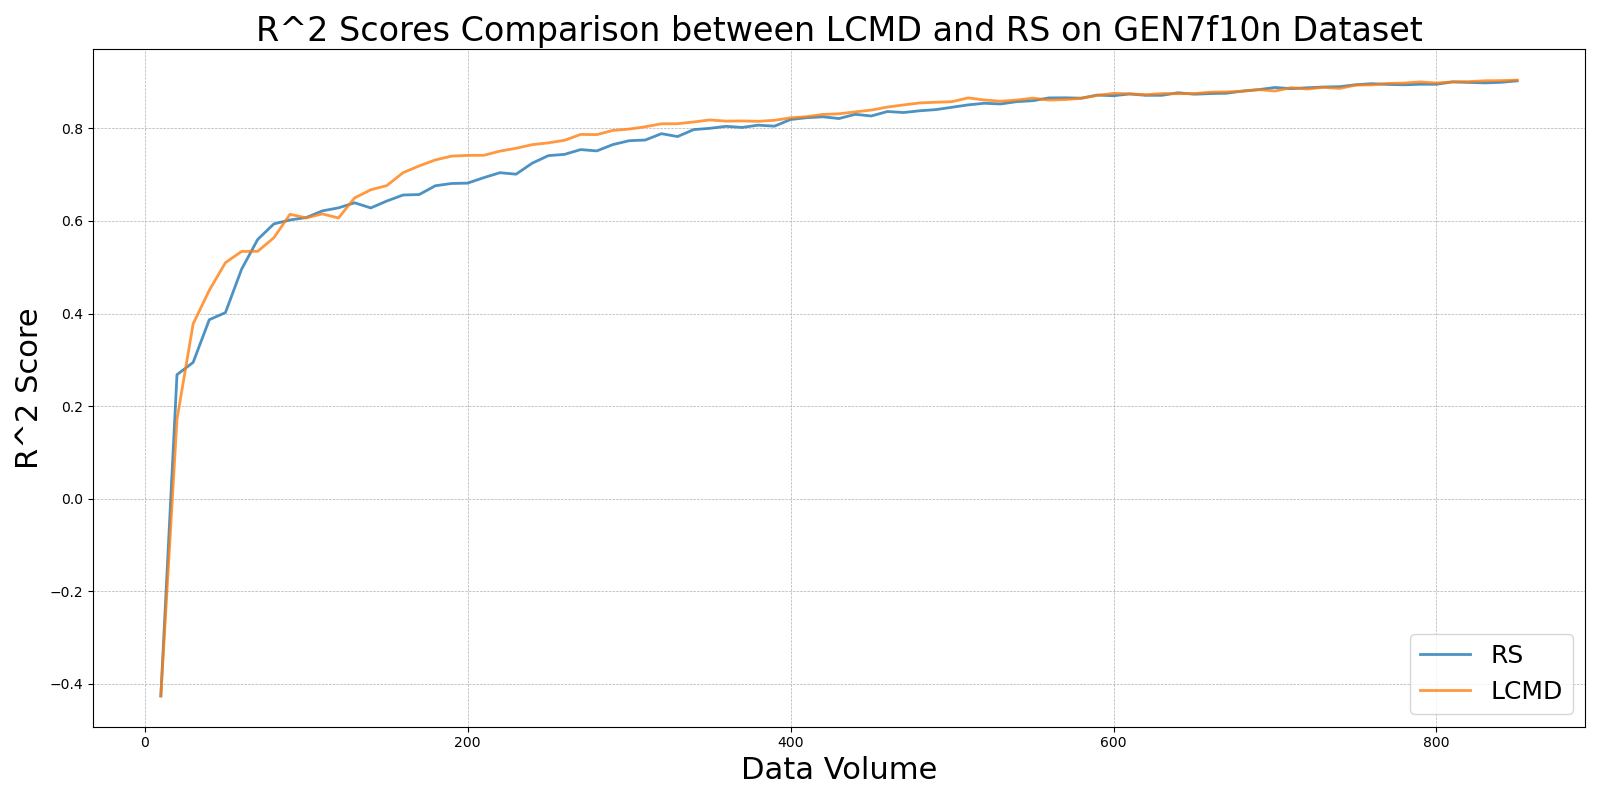 R^2 Scores Comparison between LCMD and RS on GEN7f10n Dataset
R^2 Score
0.8
0.6
0.4
0.2
0.0
−0.2
−0.4
0 200 400 600 800
Data Volume
RS
LCMD